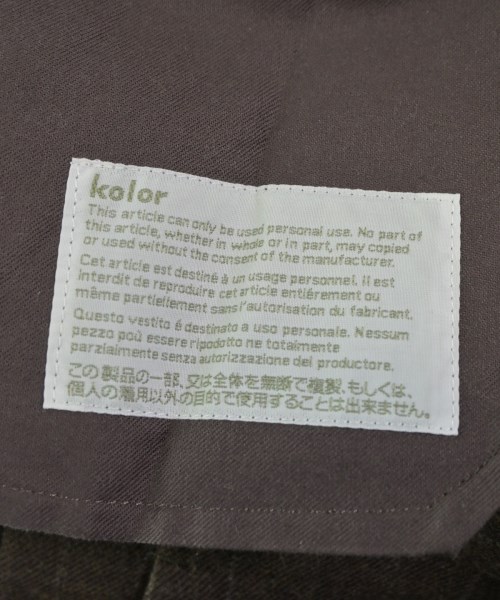 kolor
This article can only be used personal use. No part of
this article, whether in whole or in part, may copied
or used without the consent of the manufacturer.
Cet article est destiné à un usage personnel. il est
interdit de reproduire cet article entiérement ou
même partiellement sans l'autorisation du fabricant.
Questo vestito é destinato a uso personale. Nessum
pezzo poú essere ripodotto ne totalmente
parzialmente senza autorizzazione del productore.
この製品の一部、又は全体を無断で複製、もしくは、
個人の着用以外の目的で使用することは出来ません。